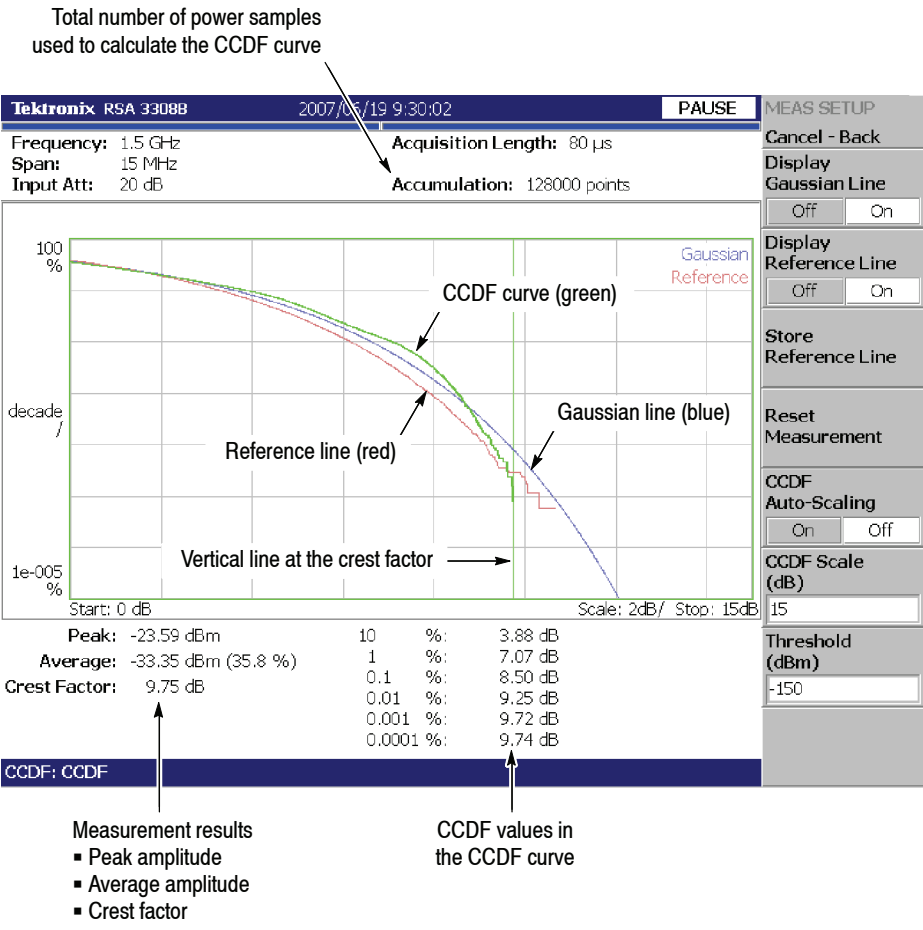 Total number of power samples
used to calculate the CCDF curve
Tektronix RSA 3308B 2007/06/19 9:30:02 PAUSE
Frequency: 1.5 GHz
Span: 15 MHz
Input Att: 20 dB
Acquisition Length: 80 µs
Accumulation: 128000 points
100
%
decade
/
1e-005
%
Gaussian
Reference
CCDF curve (green)
Gaussian line (blue)
Reference line (red)
Vertical line at the crest factor
Start: 0 dB Scale: 2dB/ Stop: 15dB
Peak: -23.59 dBm
Average: -33.35 dBm (35.8 %)
Crest Factor: 9.75 dB
10 %: 3.88 dB
1 %: 7.07 dB
0.1 %: 8.50 dB
0.01 %: 9.25 dB
0.001 %: 9.72 dB
0.0001 %: 9.74 dB
CCDF: CCDF
MEAS SETUP
Cancel - Back
Display
Gaussian Line
Off On
Display
Reference Line
Off On
Store
Reference Line
Reset
Measurement
CCDF
Auto-Scaling
On Off
CCDF Scale
(dB)
15
Threshold
(dBm)
-150
Measurement results
▪ Peak amplitude
▪ Average amplitude
▪ Crest factor
CCDF values in
the CCDF curve